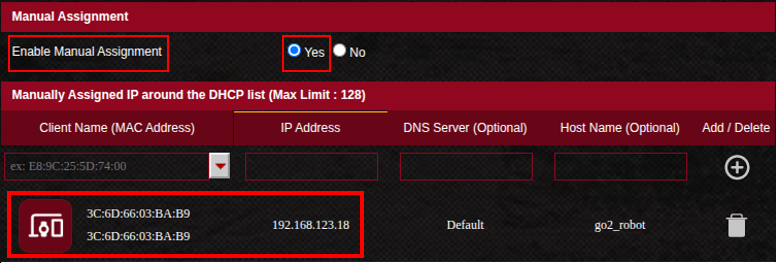 Manual Assignment
Enable Manual Assignment Yes No
Manually Assigned IP around the DHCP list (Max Limit : 128)
Client Name (MAC Address) IP Address DNS Server (Optional) Host Name (Optional) Add / Delete
ex: E8:9C:25:5D:74:00
3C:6D:66:03:BA:B9
3C:6D:66:03:BA:B9
192.168.123.18 Default go2_robot